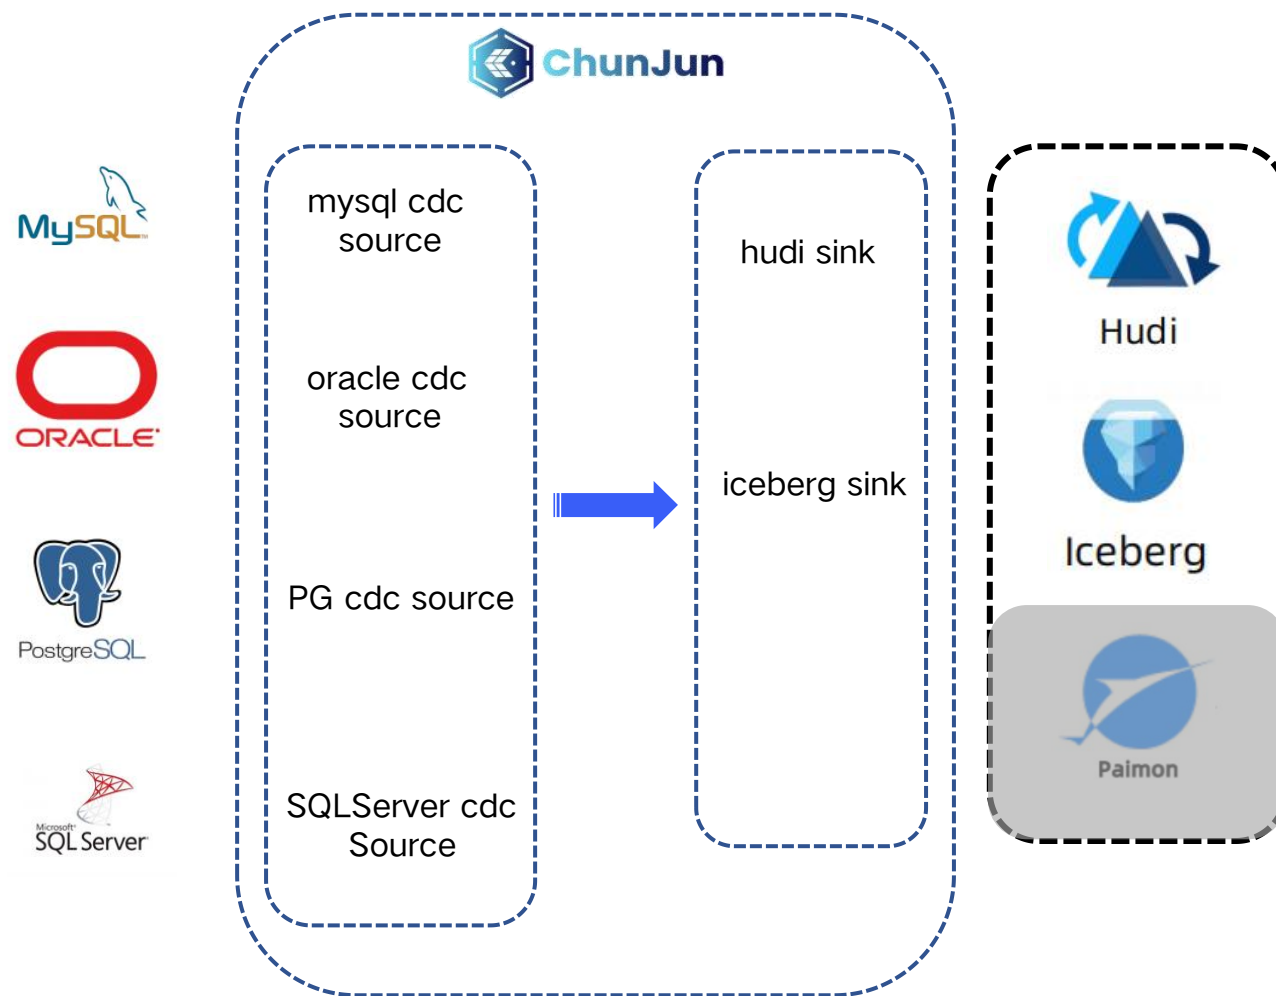 ChunJun
MySQL
ORACLE
PostgreSQL
Microsoft
SQL Server
mysql cdc
source
oracle cdc
source
PG cdc source
SQLServer cdc
Source
hudi sink
iceberg sink
Hudi
Iceberg
Paimon